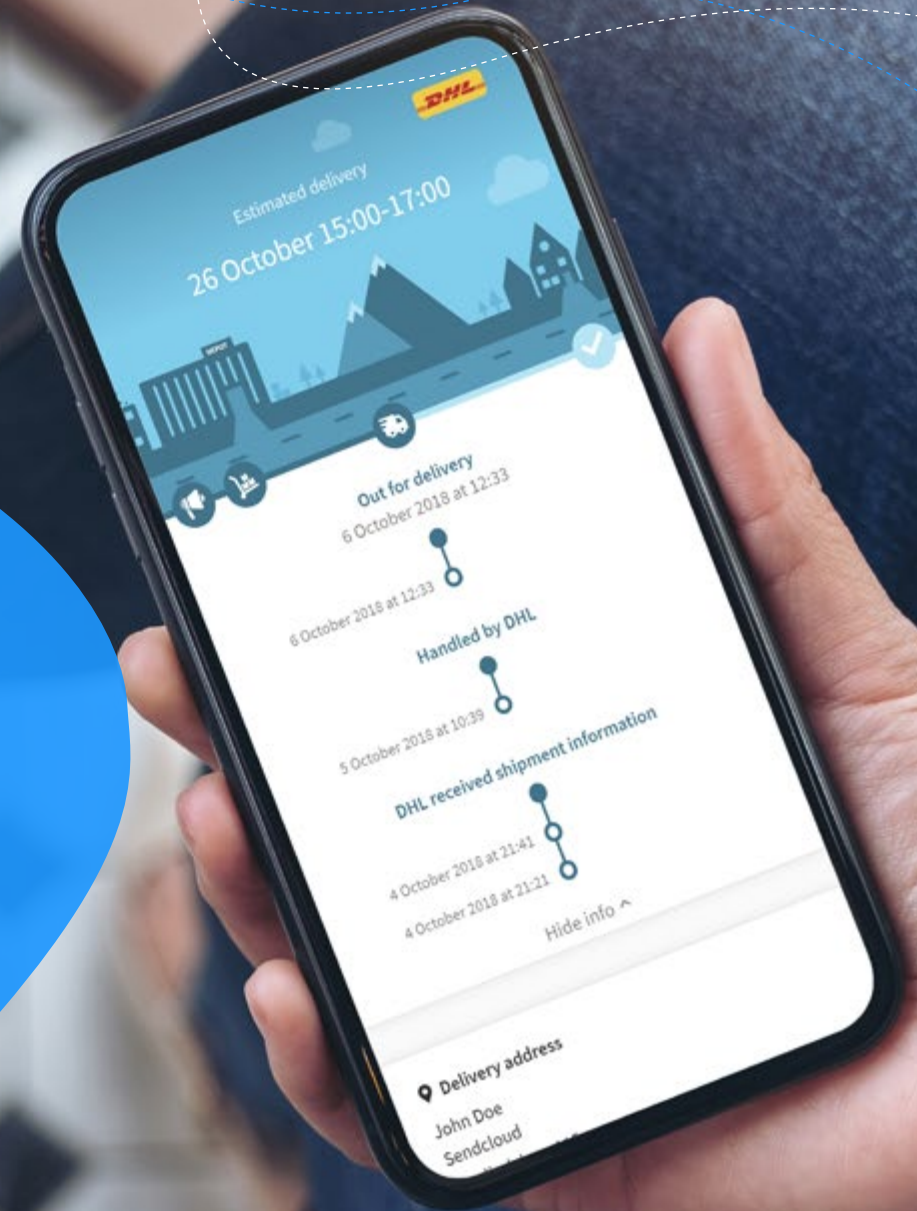 DHL
Estimated delivery
26 October 15:00-17:00
DEPOT
Out for delivery
6 October 2018 at 12:33
6 October 2018 at 12:33
Handled by DHL
5 October 2018 at 10:39
DHL received shipment information
4 October 2018 at 21:41
4 October 2018 at 21:21
Hide info
Delivery address
John Doe
Sendcloud